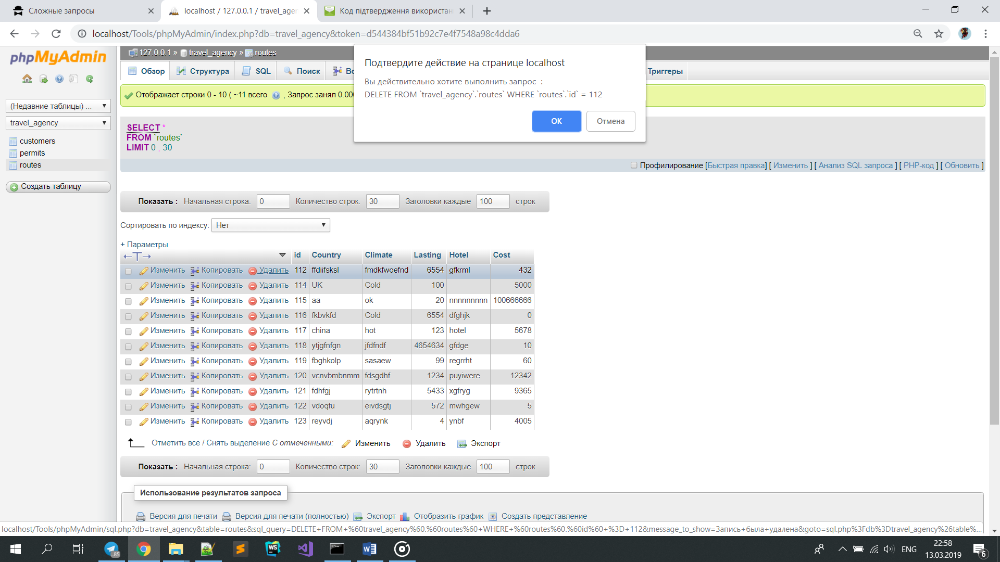 Сложные запросы
localhost / 127.0.0.1 / travel_ager
Код підтвердження використан
localhost/Tools/phpMyAdmin/index.php?db=travel_agency&token=d544384bf51b92c7e4f7548a98c4dda6
phpMyAdmin
127.0.0.1 » travel_agency » routes
Обзор Структура SQL Поиск Вс Триггеры
Подтвердите действие на странице localhost
Вы действительно хотите выполнить запрос :
DELETE FROM `travel_agency`.`routes` WHERE `routes`.`id` = 112
OK Отмена
Отображает строки 0 - 10 ( ~11 всего , Запрос занял 0.000
(Недавние таблицы) ...
travel_agency
customers
permits
routes
Создать таблицу
SELECT *
FROM `routes`
LIMIT 0 , 30
Профилирование [Быстрая правка] [ Изменить ] [ Анализ SQL запроса ] [ PHP-код ] [ Обновить ]
Показать : Начальная строка: 0 Количество строк: 30 Заголовки каждые 100 строк
Сортировать по индексу: Нет
+ Параметры
←T→ id Country Climate Lasting Hotel Cost
Изменить Копировать Удалить 112 ffdiifsksl fmdkfwoefnd 6554 gfkrml 432
Изменить Копировать Удалить 114 UK Cold 100 5000
Изменить Копировать Удалить 115 aa ok 20 nnnnnnnnn 100666666
Изменить Копировать Удалить 116 fkbvkfd Cold 6554 dfghjk 0
Изменить Копировать Удалить 117 china hot 123 hotel 5678
Изменить Копировать Удалить 118 ytjgfnfgn jfdfndf 4654634 gfdge 10
Изменить Копировать Удалить 119 fbghkolp sasaew 99 regrrht 60
Изменить Копировать Удалить 120 vcnvbmbnmm fdsgdhf 1234 puyiwere 12342
Изменить Копировать Удалить 121 fdhfgj rytrtnh 5433 xgfryg 9365
Изменить Копировать Удалить 122 vdoqfu eivdsgtj 572 mwhgew 5
Изменить Копировать Удалить 123 reyvdj aqrynk 4 ynbf 4005
Отметить все / Снять выделение С отмеченными: Изменить Удалить Экспорт
Показать : Начальная строка: 0 Количество строк: 30 Заголовки каждые 100 строк
Использование результатов запроса
Версия для печати Версия для печати (полностью) Экспорт Отобразить график Создать представление
localhost/Tools/phpMyAdmin/sql.php?db=travel_agency&table=routes&sql_query=DELETE+FROM+%60travel_agency%60.%60routes%60+WHERE+%60routes%60.%60id%60+%3D+112&message_to_show=Запись+была+удалена&goto=sql.php%3Fdb%3Dtravel_agency%26table%...
85
WS
ENG
22:58
13.03.2019
6